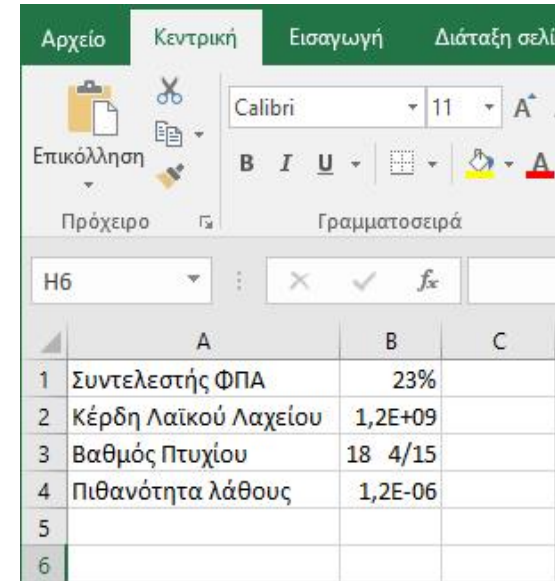 Αρχείο Κεντρική Εισαγωγή Διάταξη σελί
Calibri 11 A
Επικόλληση
B I U A
Πρόχειρο Γραμματοσειρά
H6 fx
A B C
1 Συντελεστής ΦΠΑ 23%
2 Κέρδη Λαϊκού Λαχείου 1,2E+09
3 Βαθμός Πτυχίου 18 4/15
4 Πιθανότητα λάθους 1,2E-06
5
6